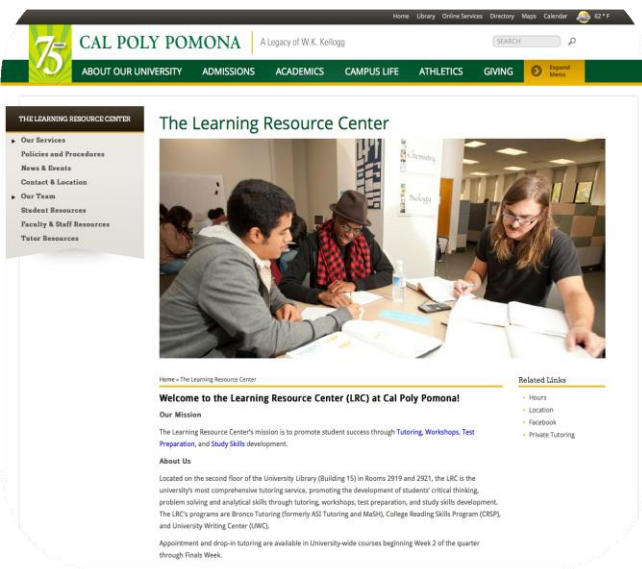 Home Library Online Services Directory Maps Calendar 62 ° F
75
CAL POLY POMONA A Legacy of W.K. Kellogg SEARCH
ABOUT OUR UNIVERSITY ADMISSIONS ACADEMICS CAMPUS LIFE ATHLETICS GIVING Expand
Menu
THE LEARNING RESOURCE CENTER
Our Services
Policies and Procedures
News & Events
Contact & Location
Our Team
Student Resources
Faculty & Staff Resources
Tutor Resources
The Learning Resource Center
Chemistry
Biology
Home » The Learning Resource Center
Welcome to the Learning Resource Center (LRC) at Cal Poly Pomona!
Our Mission
The Learning Resource Center's mission is to promote student success through Tutoring, Workshops, Test
Preparation, and Study Skills development.
About Us
Located on the second floor of the University Library (Building 15) in Rooms 2919 and 2921, the LRC is the
university's most comprehensive tutoring service, promoting the development of students' critical thinking,
problem solving and analytical skills through tutoring, workshops, test preparation, and study skills development.
The LRC's programs are Bronco Tutoring (formerly ASI Tutoring and MaSH), College Reading Skills Program (CRSP),
and University Writing Center (UWC).
Appointment and drop-in tutoring are available in University-wide courses beginning Week 2 of the quarter
through Finals Week.
Related Links
Hours
Location
Facebook
Private Tutoring